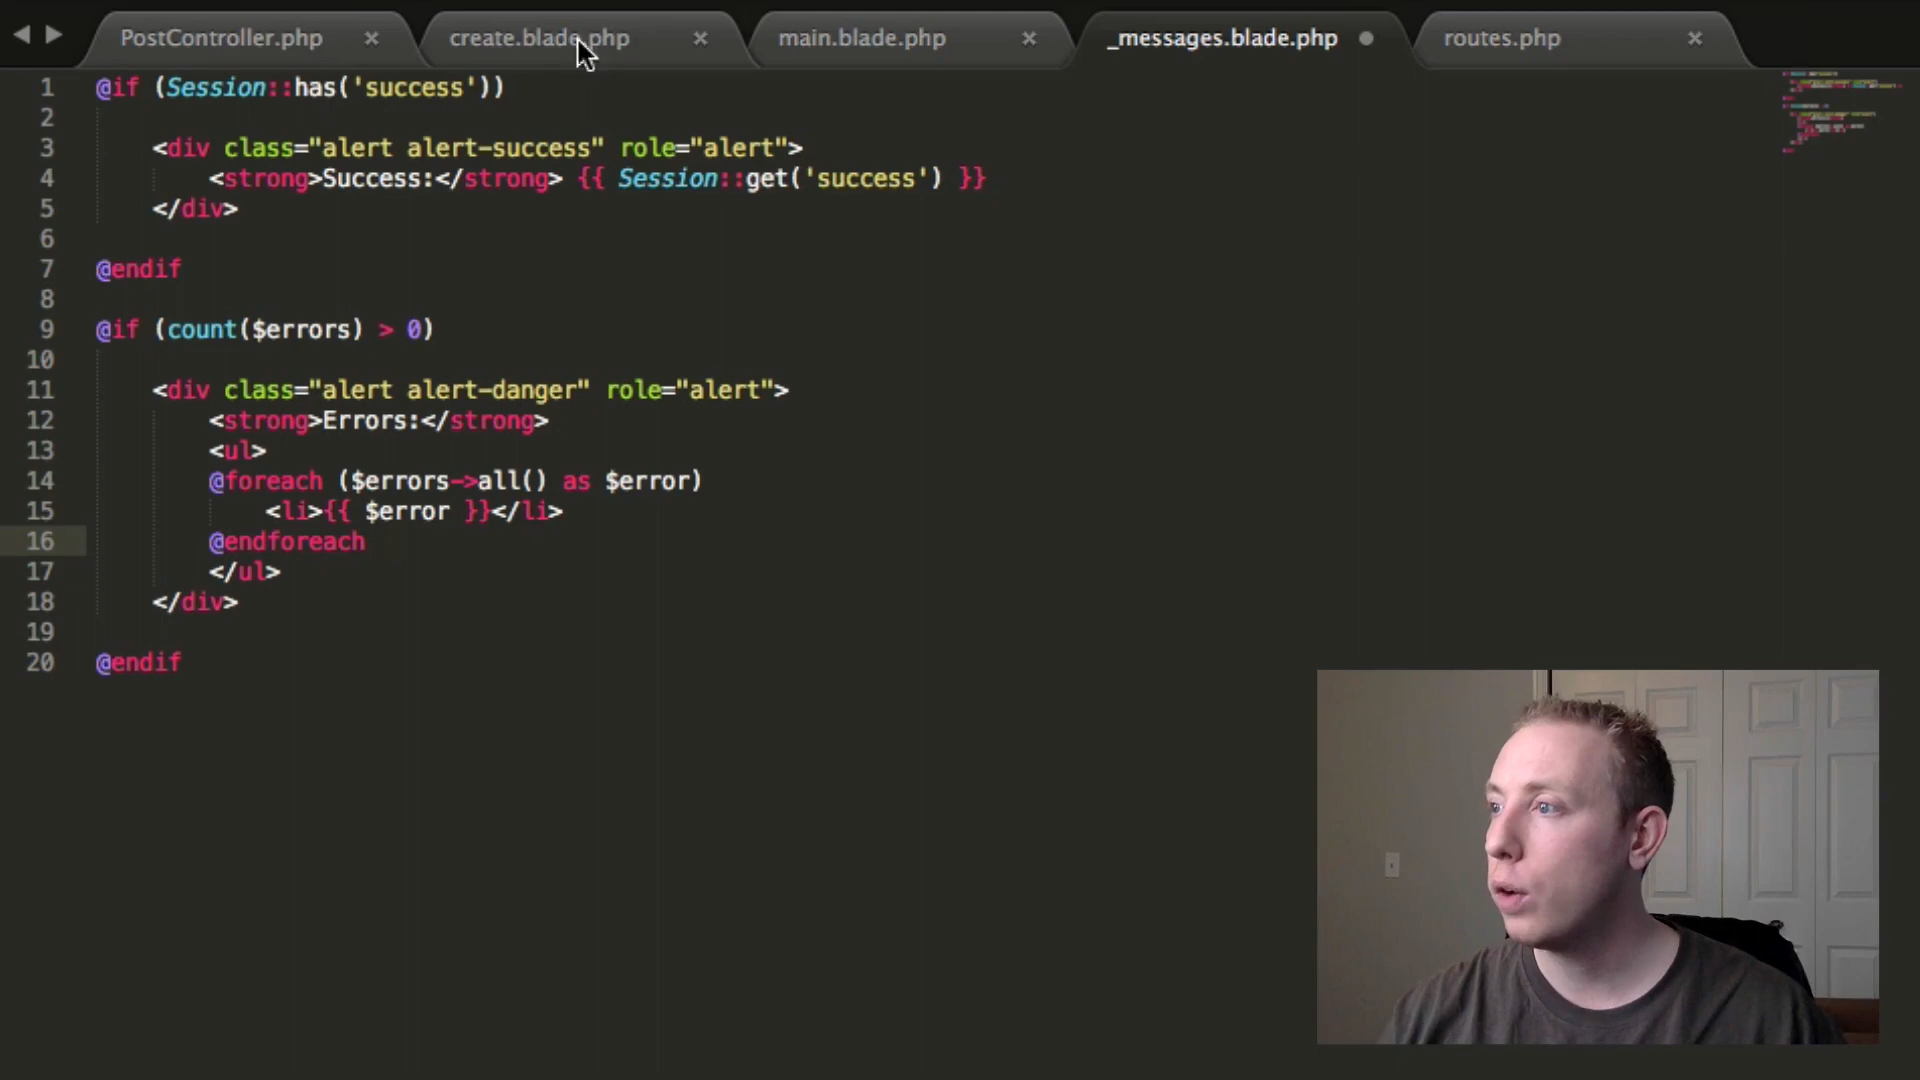 PostController.php × create.blade.php × main.blade.php × _messages.blade.php routes.php ×
1 @if (Session::has('success'))
2
3 <div class="alert alert-success" role="alert">
4 <strong>Success:</strong> {{ Session::get('success') }}
5 </div>
6
7 @endif
8
9 @if (count($errors) > 0)
10
11 <div class="alert alert-danger" role="alert">
12 <strong>Errors:</strong>
13 <ul>
14 @foreach ($errors->all() as $error)
15 <li>{{ $error }}</li>
16 @endforeach
17 </ul>
18 </div>
19
20 @endif